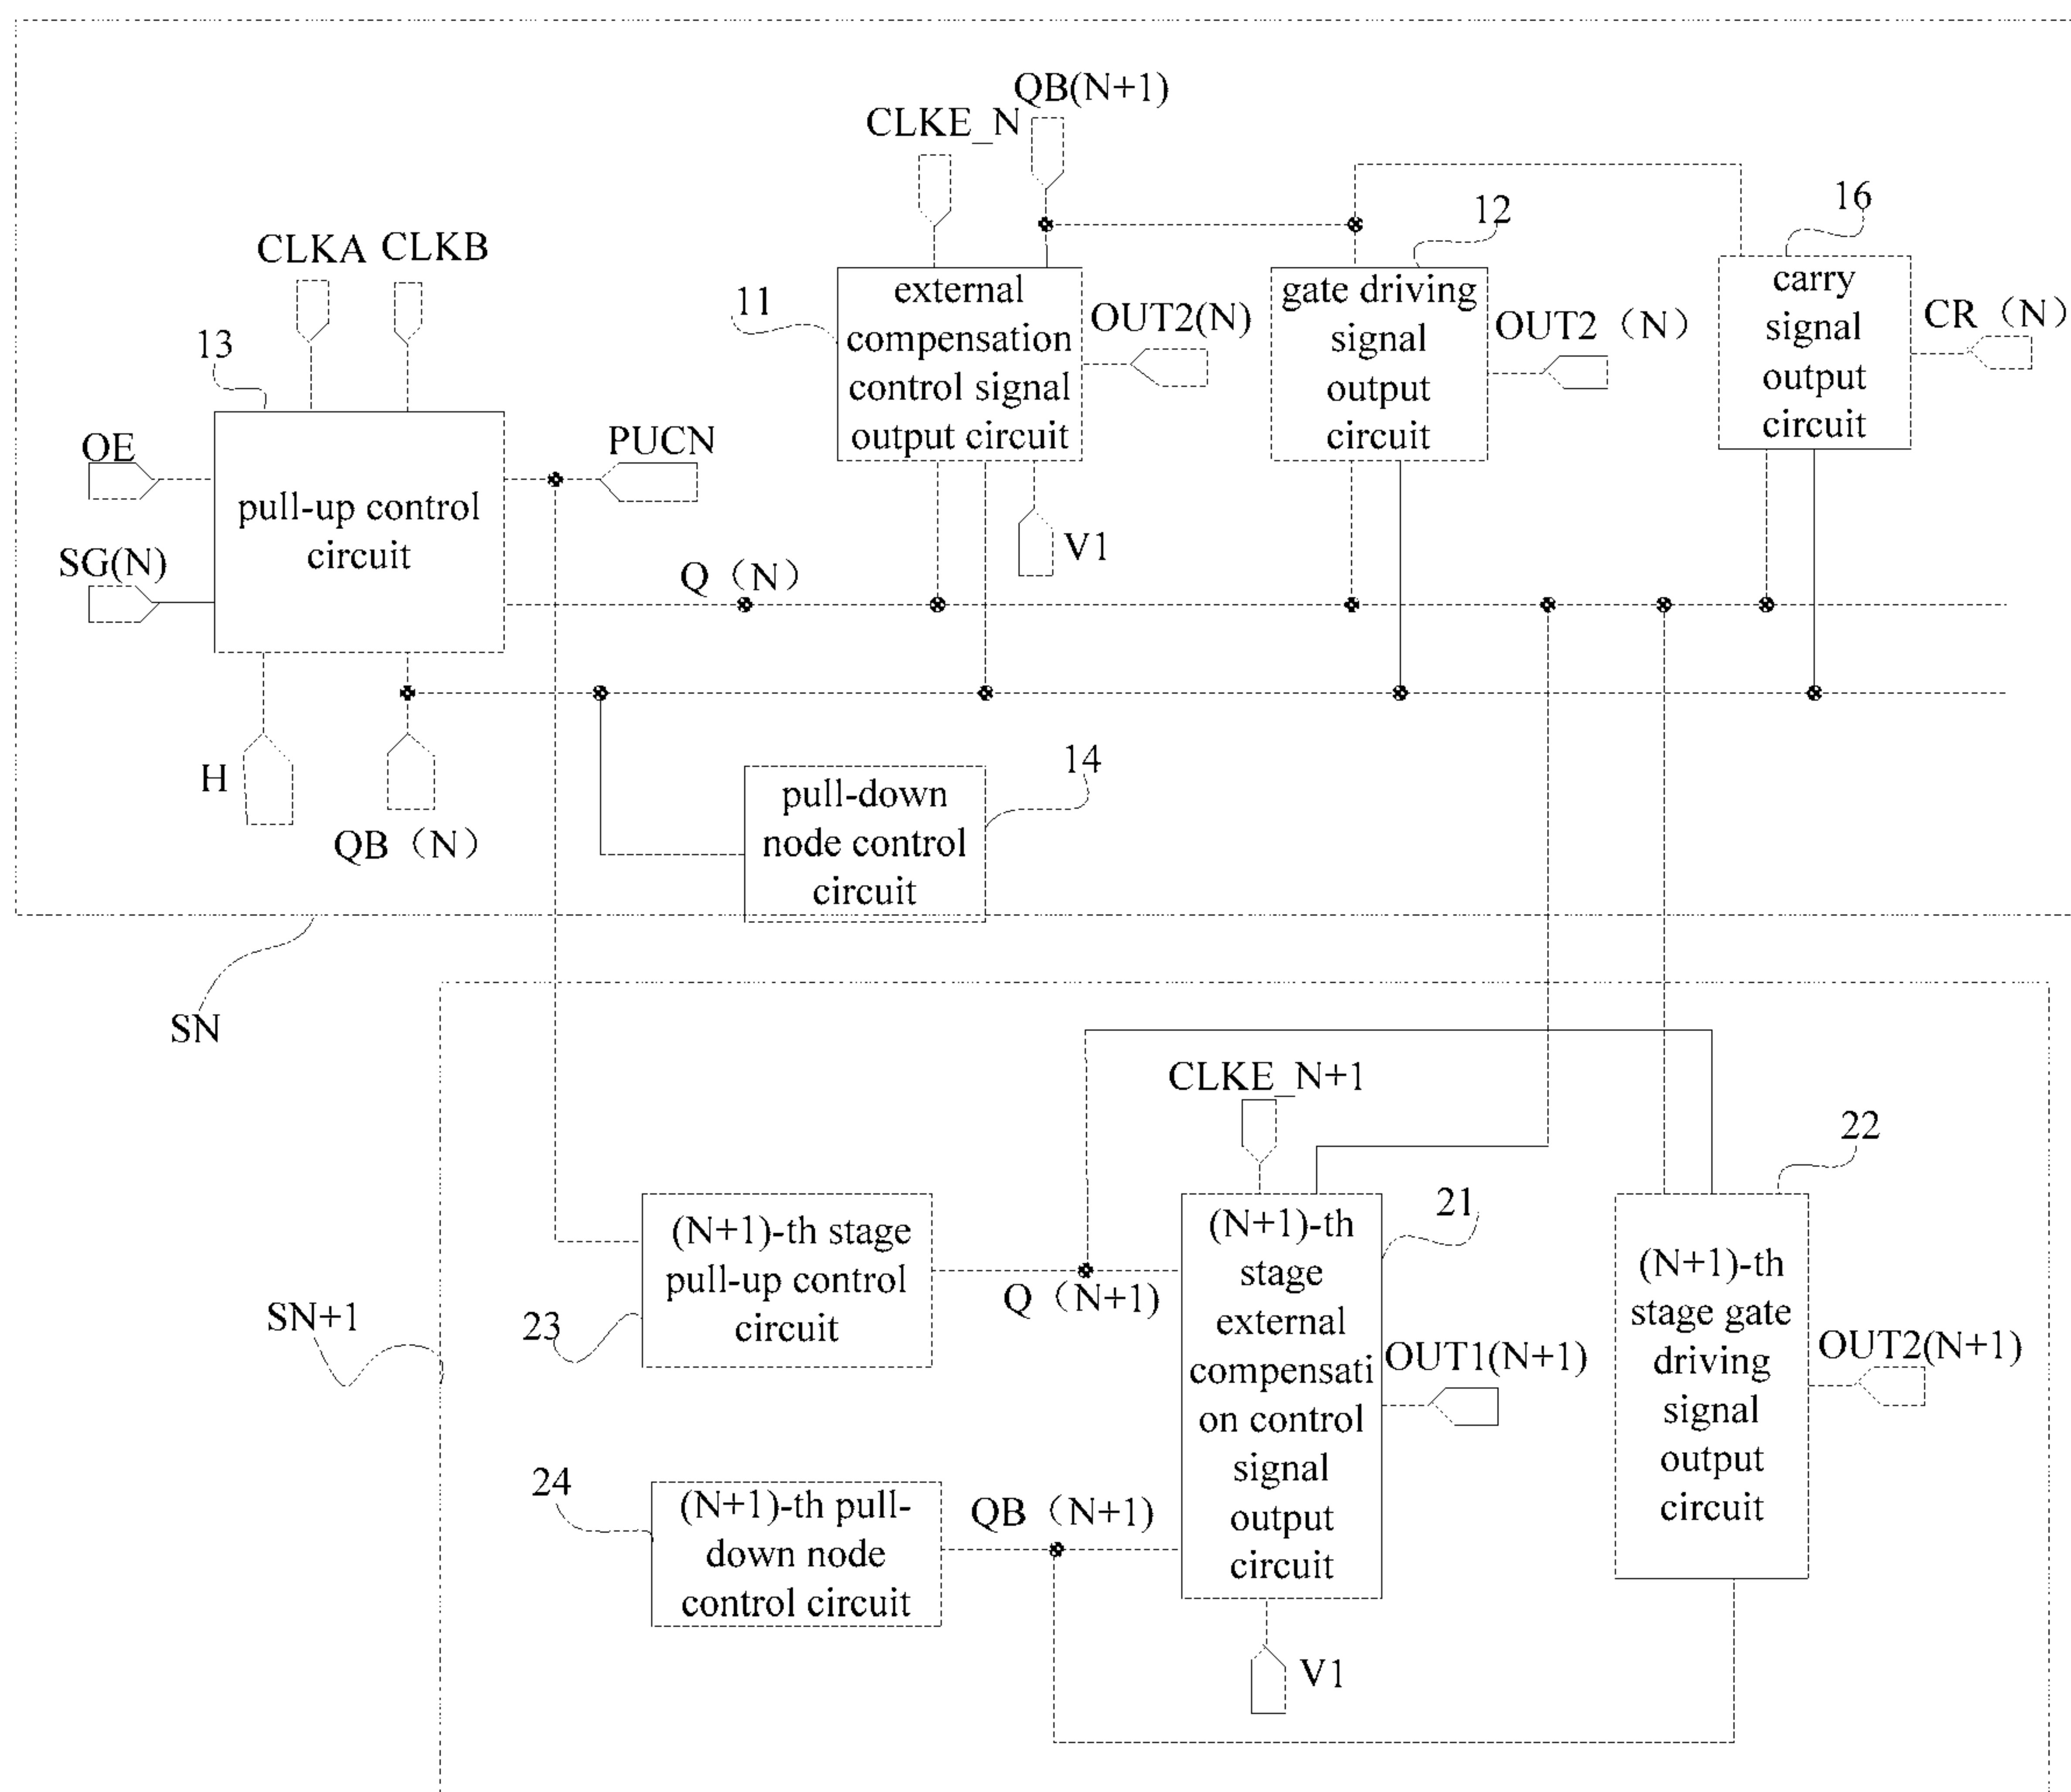 QB(N+1)
CLKE_N
16
12
CLKA CLKB
11
external
compensation
control signal
output circuit
OUT2(N)
gate driving
signal
output
circuit
OUT2（N）
carry
signal
output
circuit
CR（N）
13
OE
PUCN
pull-up control
circuit
SG(N)
V1
Q（N）
H
QB（N）
14
pull-down
node control
circuit
SN
CLKE_N+1
22
21
(N+1)-th stage
pull-up control
circuit
23
Q（N+1）
(N+1)-th
stage
external
compensati
on control
signal
output
circuit
OUT1(N+1)
(N+1)-th
stage gate
driving
signal
output
circuit
OUT2(N+1)
SN+1
24
(N+1)-th pull-
down node
control circuit
QB（N+1）
V1